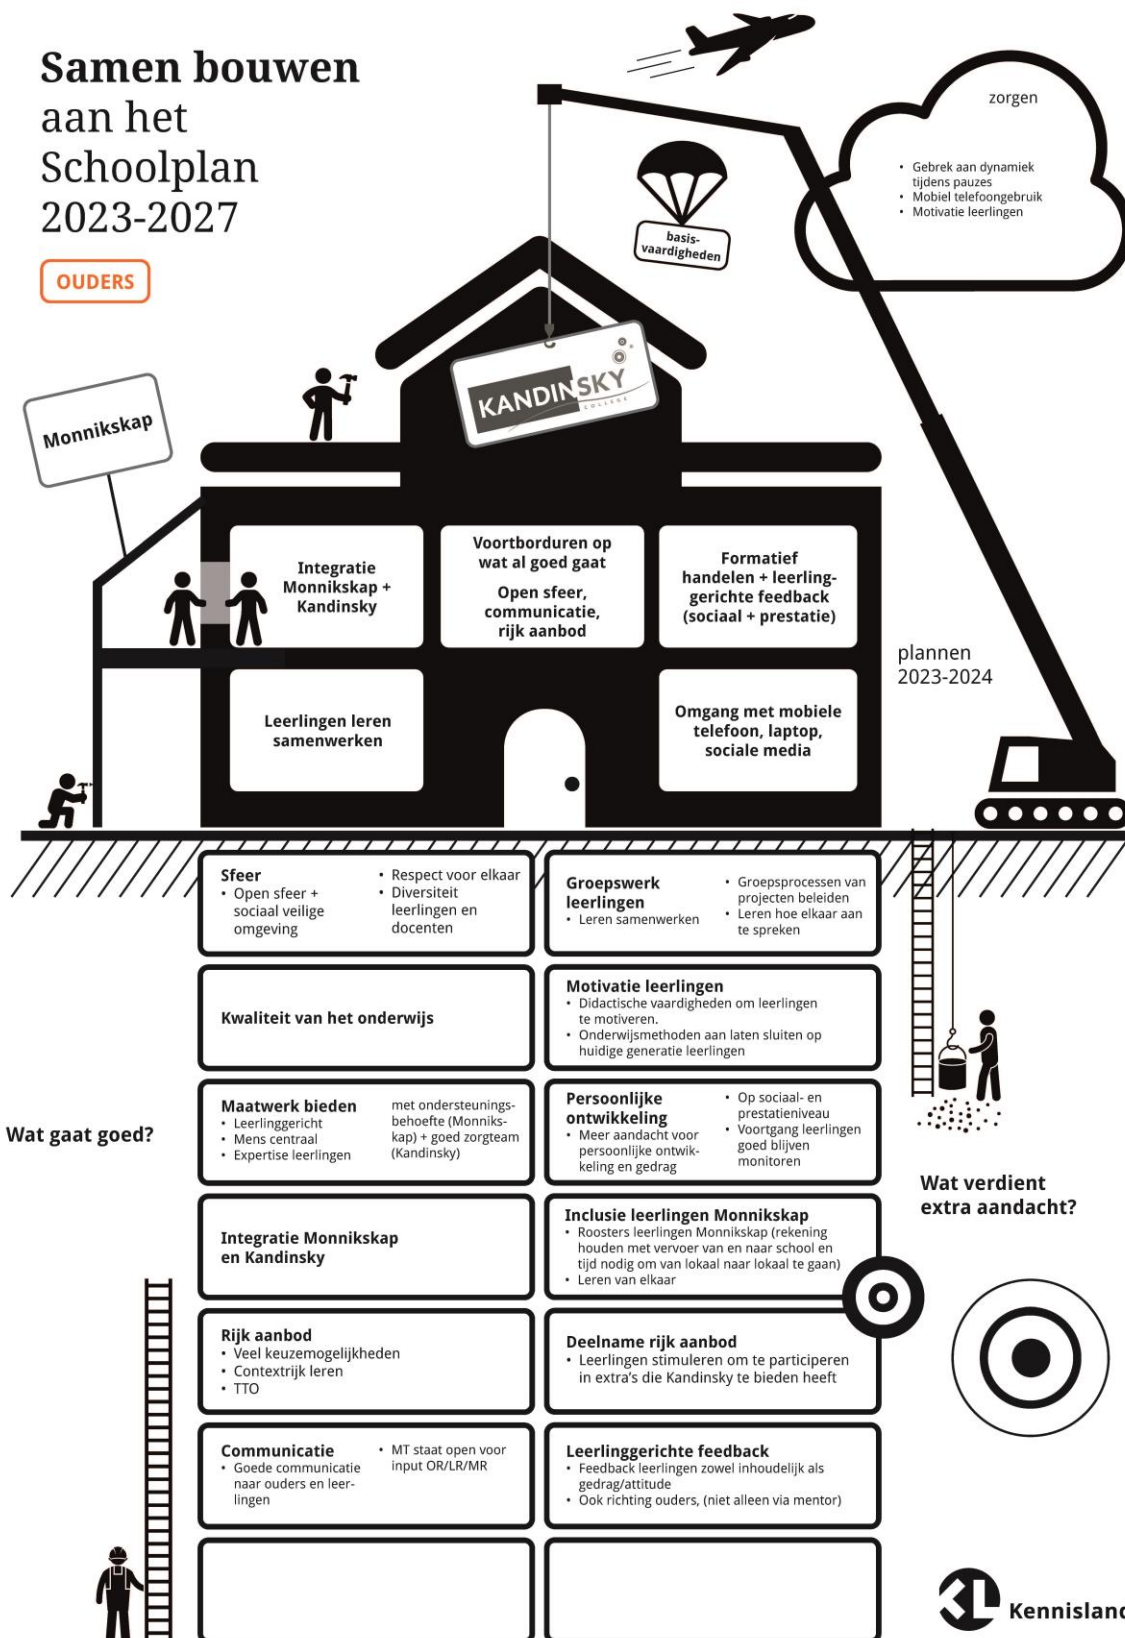 Samen bouwen
aan het
Schoolplan
2023-2027
OUDERS
zorgen
• Gebrek aan dynamiek
tijdens pauzes
• Mobiel telefoongebruik
• Motivatie leerlingen
basis-
vaardigheden
KANDINSKY
COLLEGE
Monnikskap
Integratie
Monnikskap +
Kandinsky
Voortborduren op
wat al goed gaat
Open sfeer,
communicatie,
rijk aanbod
Formatief
handelen + leerling-
gerichte feedback
(sociaal + prestatie)
plannen
2023-2024
Leerlingen leren
samenwerken
Omgang met mobiele
telefoon, laptop,
sociale media
Sfeer
• Open sfeer +
sociaal veilige
omgeving
• Respect voor elkaar
• Diversiteit
leerlingen en
docenten
Groepswerk
leerlingen
• Leren samenwerken
• Groepsprocessen van
projecten beleiden
• Leren hoe elkaar aan
te spreken
Kwaliteit van het onderwijs
Motivatie leerlingen
• Didactische vaardigheden om leerlingen
te motiveren.
• Onderwijsmethoden aan laten sluiten op
huidige generatie leerlingen
Wat gaat goed?
Maatwerk bieden
• Leerlinggericht
• Mens centraal
• Expertise leerlingen
met ondersteunings-
behoefte (Monniks-
kap) + goed zorgteam
(Kandinsky)
Persoonlijke
ontwikkeling
• Meer aandacht voor
persoonlijke ontwik-
keling en gedrag
• Op sociaal- en
prestatieniveau
• Voortgang leerlingen
goed blijven
monitoren
Wat verdient
extra aandacht?
Integratie Monnikskap
en Kandinsky
Inclusie leerlingen Monnikskap
• Roosters leerlingen Monnikskap (rekening
houden met vervoer van en naar school en
tijd nodig om van lokaal naar lokaal te gaan)
• Leren van elkaar
Rijk aanbod
• Veel keuzemogelijkheden
• Contextrijk leren
• TTO
Deelname rijk aanbod
• Leerlingen stimuleren om te participeren
in extra's die Kandinsky te bieden heeft
Communicatie
• Goede communicatie
naar ouders en leer-
lingen
• MT staat open voor
input OR/LR/MR
Leerlinggerichte feedback
• Feedback leerlingen zowel inhoudelijk als
gedrag/attitude
• Ook richting ouders, (niet alleen via mentor)
KL Kennisland